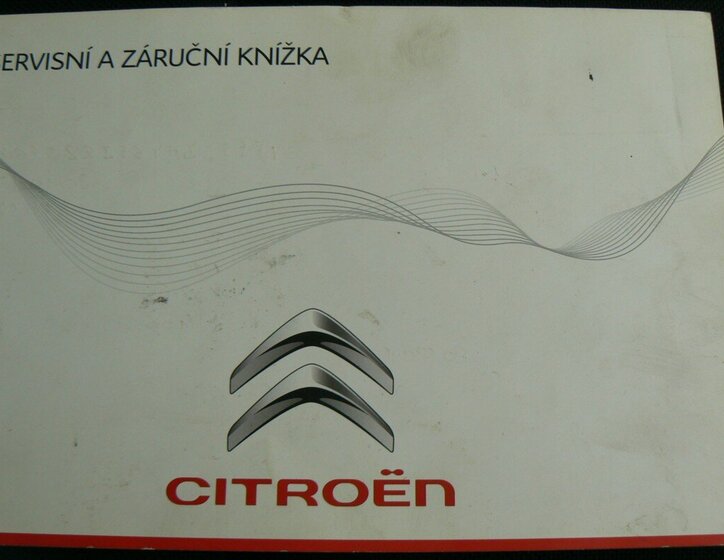 ERVISNÍ A ZÁRUČNÍ KNÍŽKA
CITROËN